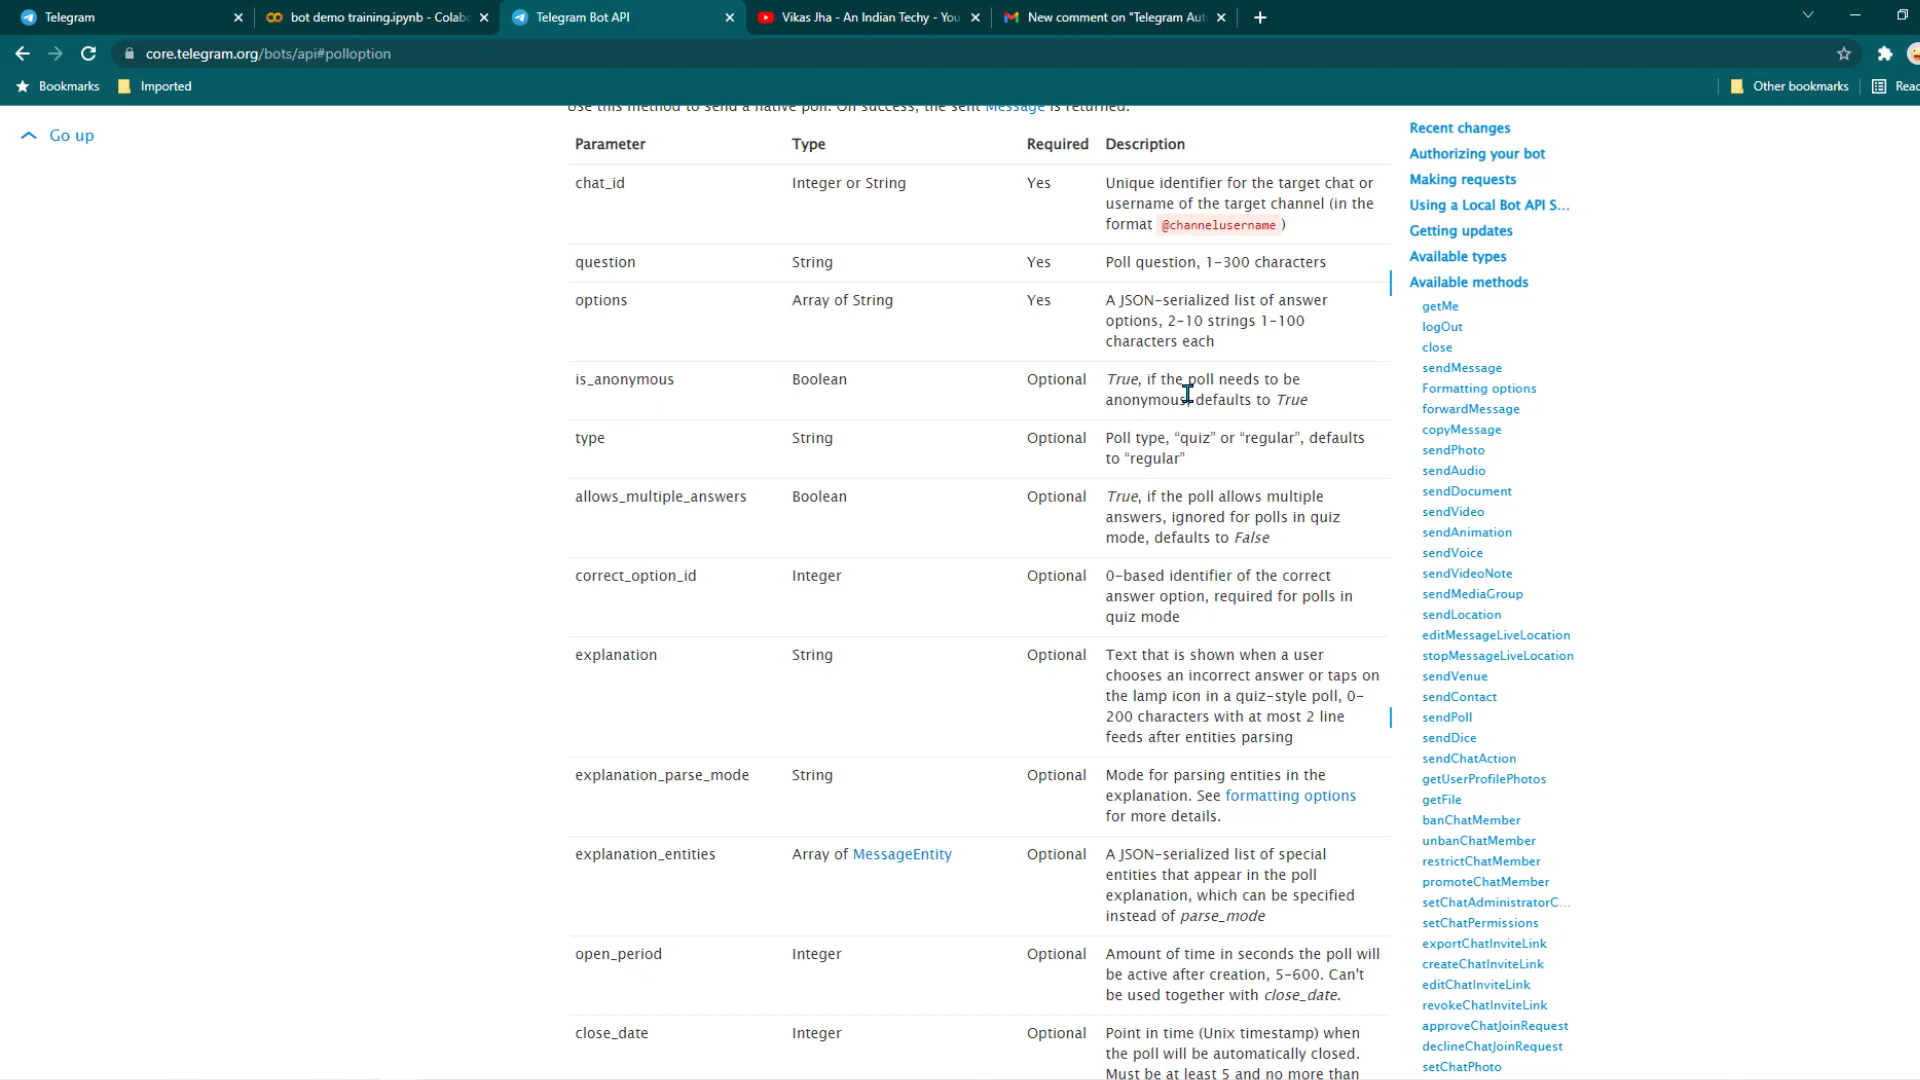 Telegram
bot demo training.ipynb - Colab
Telegram Bot API
Vikas Jha - An Indian Techy - You
New comment on "Telegram Aut
core.telegram.org/bots/api#polloption
Bookmarks
Imported
Other bookmarks
Reac
Go up
Use this method to send a native poll. On success, the sent Message is returned.
Parameter Type Required Description
chat_id Integer or String Yes Unique identifier for the target chat or
username of the target channel (in the
format @channelusername )
question String Yes Poll question, 1-300 characters
options Array of String Yes A JSON-serialized list of answer
options, 2-10 strings 1-100
characters each
is_anonymous Boolean Optional True, if the poll needs to be
anonymous, defaults to True
type String Optional Poll type, “quiz” or “regular”, defaults
to “regular”
allows_multiple_answers Boolean Optional True, if the poll allows multiple
answers, ignored for polls in quiz
mode, defaults to False
correct_option_id Integer Optional 0-based identifier of the correct
answer option, required for polls in
quiz mode
explanation String Optional Text that is shown when a user
chooses an incorrect answer or taps on
the lamp icon in a quiz-style poll, 0-
200 characters with at most 2 line
feeds after entities parsing
explanation_parse_mode String Optional Mode for parsing entities in the
explanation. See formatting options
for more details.
explanation_entities Array of MessageEntity Optional A JSON-serialized list of special
entities that appear in the poll
explanation, which can be specified
instead of parse_mode
open_period Integer Optional Amount of time in seconds the poll will
be active after creation, 5-600. Can't
be used together with close_date.
close_date Integer Optional Point in time (Unix timestamp) when
the poll will be automatically closed.
Must be at least 5 and no more than
Recent changes
Authorizing your bot
Making requests
Using a Local Bot API S...
Getting updates
Available types
Available methods
getMe
logOut
close
sendMessage
Formatting options
forwardMessage
copyMessage
sendPhoto
sendAudio
sendDocument
sendVideo
sendAnimation
sendVoice
sendVideoNote
sendMediaGroup
sendLocation
editMessageLiveLocation
stopMessageLiveLocation
sendVenue
sendContact
sendPoll
sendDice
sendChatAction
getUserProfilePhotos
getFile
banChatMember
unbanChatMember
restrictChatMember
promoteChatMember
setChatAdministratorC...
setChatPermissions
exportChatInviteLink
createChatInviteLink
editChatInviteLink
revokeChatInviteLink
approveChatJoinRequest
declineChatJoinRequest
setChatPhoto